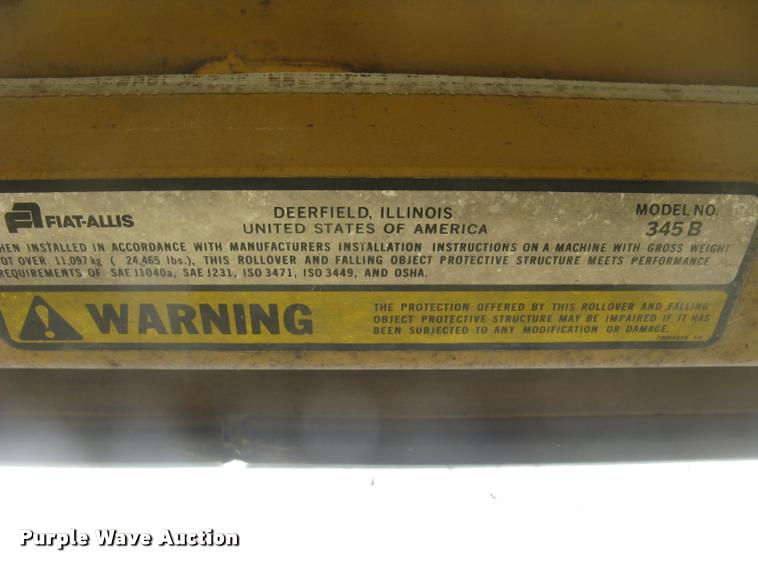 FIAT-ALLIS
DEERFIELD, ILLINOIS
UNITED STATES OF AMERICA
MODEL NO.
345 B
HEN INSTALLED IN ACCORDANCE WITH MANUFACTURERS INSTALLATION INSTRUCTIONS ON A MACHINE WITH GROSS WEIGHT
OT OVER 11,097 kg ( 24,465 lbs.), THIS ROLLOVER AND FALLING OBJECT PROTECTIVE STRUCTURE MEETS PERFORMANCE
REQUIREMENTS OF SAE J1040a, SAE J231, ISO 3471, ISO 3449, AND OSHA.
WARNING
THE PROTECTION OFFERED BY THIS ROLLOVER AND FALLING
OBJECT PROTECTIVE STRUCTURE MAY BE IMPAIRED IF IT HAS
BEEN SUBJECTED TO ANY MODIFICATION OR DAMAGE.
Purple Wave Auction